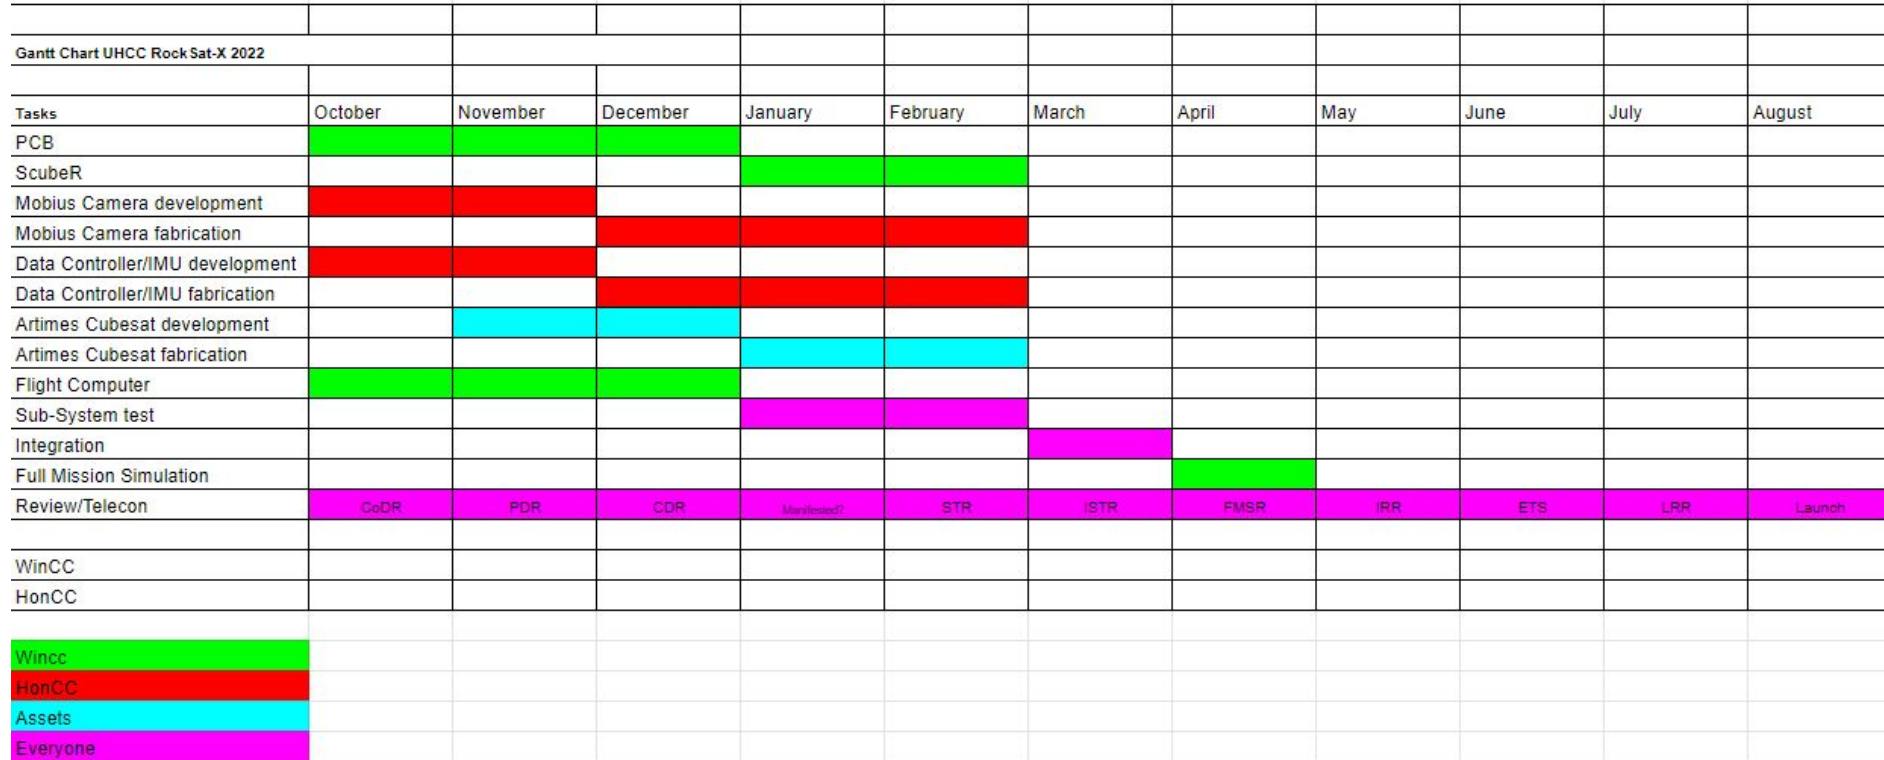 Gantt Chart UHCC RockSat-X 2022
Tasks October November December January February March April May June July August
PCB
ScubeR
Mobius Camera development
Mobius Camera fabrication
Data Controller/IMU development
Data Controller/IMU fabrication
Artimes Cubesat development
Artimes Cubesat fabrication
Flight Computer
Sub-System test
Integration
Full Mission Simulation
Review/Telecon CoDR PDR CDR Manifested? STR ISTR FMSR IRR ETS LRR Launch
WinCC
HonCC
Wincc
HonCC
Assets
Everyone